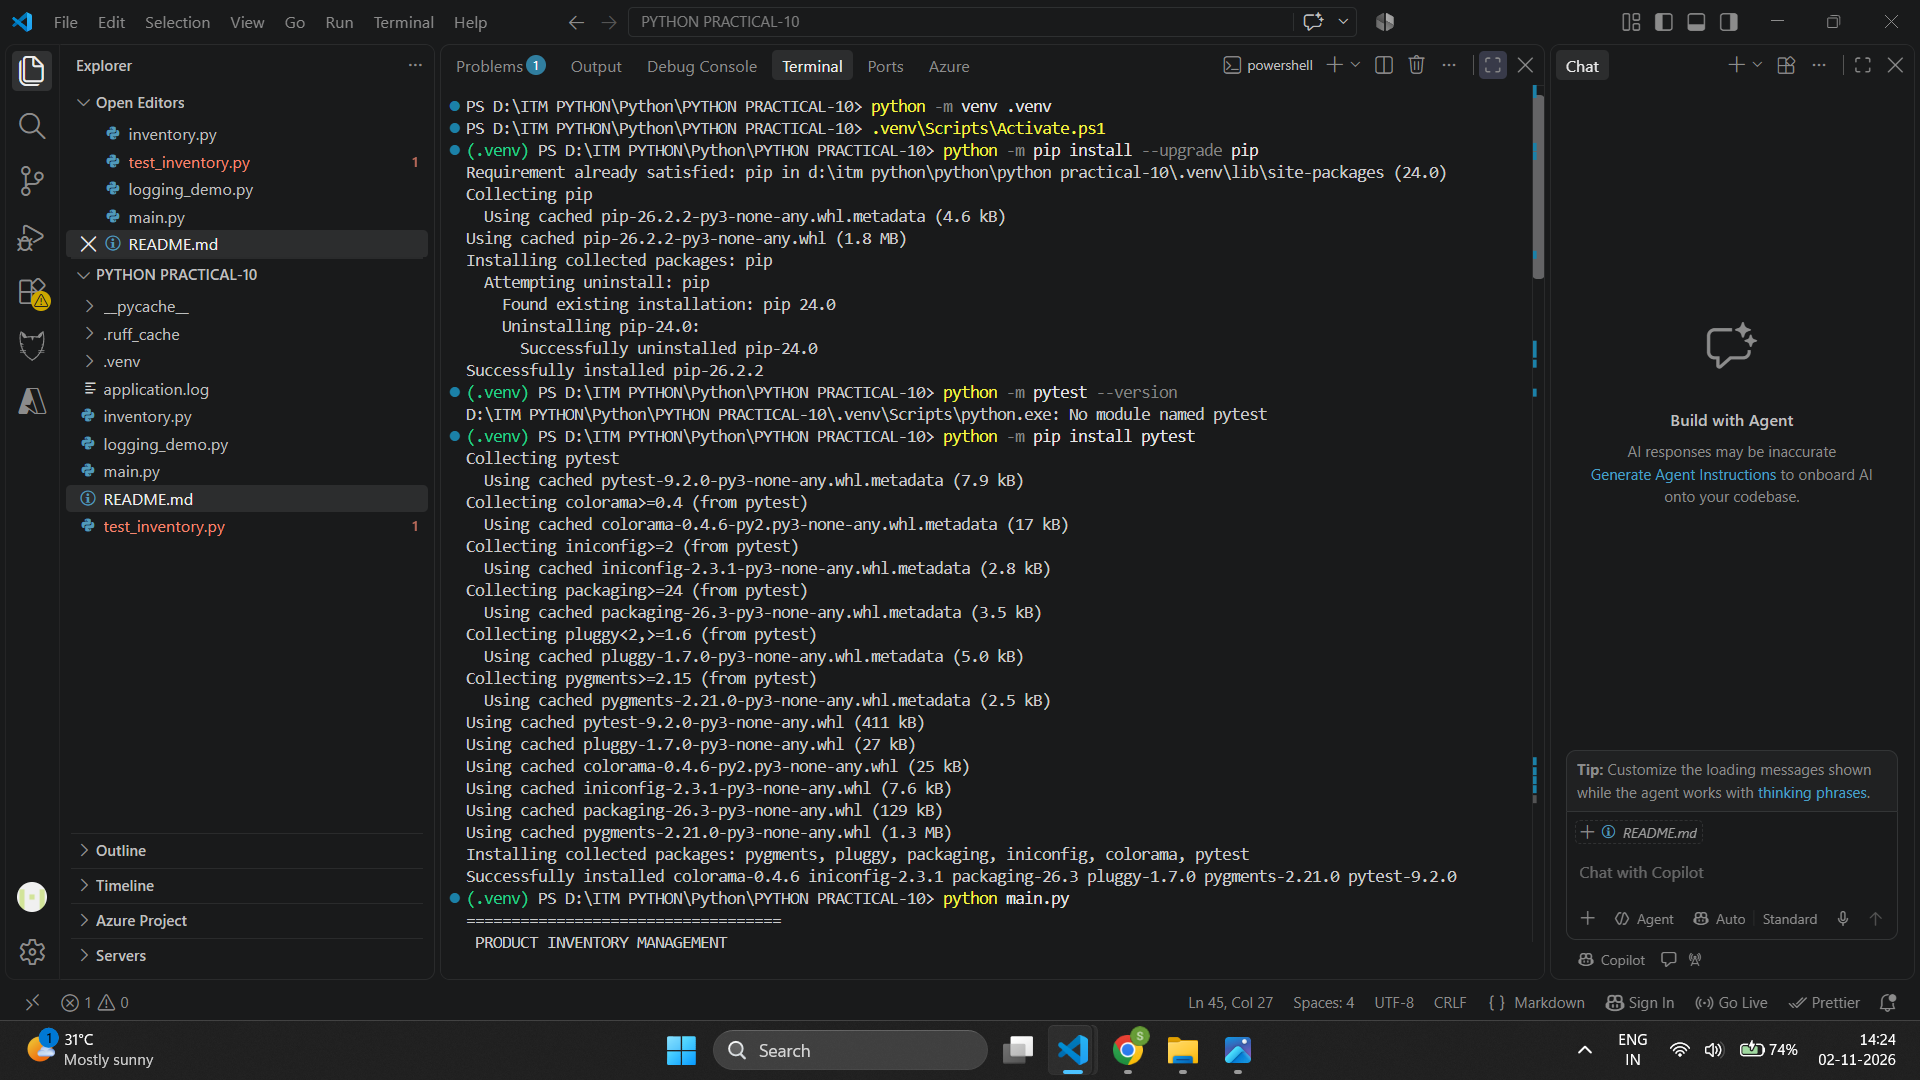 File Edit Selection View Go Run Terminal Help
PYTHON PRACTICAL-10
Explorer
Open Editors
inventory.py
test_inventory.py 1
logging_demo.py
main.py
README.md
PYTHON PRACTICAL-10
__pycache__
.ruff_cache
.venv
application.log
inventory.py
logging_demo.py
main.py
README.md
test_inventory.py 1
Outline
Timeline
Azure Project
Servers
Problems 1 Output Debug Console Terminal Ports Azure
powershell
PS D:\ITM PYTHON\Python\PYTHON PRACTICAL-10> python -m venv .venv
PS D:\ITM PYTHON\Python\PYTHON PRACTICAL-10> .venv\Scripts\Activate.ps1
(.venv) PS D:\ITM PYTHON\Python\PYTHON PRACTICAL-10> python -m pip install --upgrade pip
Requirement already satisfied: pip in d:\itm python\python\python practical-10\.venv\lib\site-packages (24.0)
Collecting pip
Using cached pip-26.2.2-py3-none-any.whl.metadata (4.6 kB)
Using cached pip-26.2.2-py3-none-any.whl (1.8 MB)
Installing collected packages: pip
Attempting uninstall: pip
Found existing installation: pip 24.0
Uninstalling pip-24.0:
Successfully uninstalled pip-24.0
Successfully installed pip-26.2.2
(.venv) PS D:\ITM PYTHON\Python\PYTHON PRACTICAL-10> python -m pytest --version
D:\ITM PYTHON\Python\PYTHON PRACTICAL-10\.venv\Scripts\python.exe: No module named pytest
(.venv) PS D:\ITM PYTHON\Python\PYTHON PRACTICAL-10> python -m pip install pytest
Collecting pytest
Using cached pytest-9.2.0-py3-none-any.whl.metadata (7.9 kB)
Collecting colorama>=0.4 (from pytest)
Using cached colorama-0.4.6-py2.py3-none-any.whl.metadata (17 kB)
Collecting iniconfig>=2 (from pytest)
Using cached iniconfig-2.3.1-py3-none-any.whl.metadata (2.8 kB)
Collecting packaging>=24 (from pytest)
Using cached packaging-26.3-py3-none-any.whl.metadata (3.5 kB)
Collecting pluggy<2,>=1.6 (from pytest)
Using cached pluggy-1.7.0-py3-none-any.whl.metadata (5.0 kB)
Collecting pygments>=2.15 (from pytest)
Using cached pygments-2.21.0-py3-none-any.whl.metadata (2.5 kB)
Using cached pytest-9.2.0-py3-none-any.whl (411 kB)
Using cached pluggy-1.7.0-py3-none-any.whl (27 kB)
Using cached colorama-0.4.6-py2.py3-none-any.whl (25 kB)
Using cached iniconfig-2.3.1-py3-none-any.whl (7.6 kB)
Using cached packaging-26.3-py3-none-any.whl (129 kB)
Using cached pygments-2.21.0-py3-none-any.whl (1.3 MB)
Installing collected packages: pygments, pluggy, packaging, iniconfig, colorama, pytest
Successfully installed colorama-0.4.6 iniconfig-2.3.1 packaging-26.3 pluggy-1.7.0 pygments-2.21.0 pytest-9.2.0
(.venv) PS D:\ITM PYTHON\Python\PYTHON PRACTICAL-10> python main.py
===================================
PRODUCT INVENTORY MANAGEMENT
Chat
Build with Agent
AI responses may be inaccurate
Generate Agent Instructions to onboard AI
onto your codebase.
Tip: Customize the loading messages shown
while the agent works with thinking phrases.
README.md
Chat with Copilot
Agent Auto Standard
Copilot
1 0
Ln 45, Col 27 Spaces: 4 UTF-8 CRLF { } Markdown Sign In Go Live Prettier
1 31°C
Mostly sunny
Search
S
ENG
IN
74%
14:24
02-11-2026